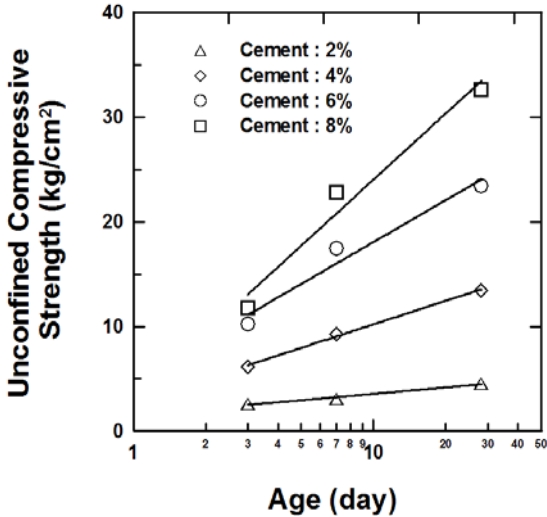 40
Cement : 2%
Cement : 4%
Cement : 6%
Cement : 8%
30
20
10
0
Unconfined Compressive
Strength (kg/cm²)
1 2 3 4 5 6 7 8 9 10 20 30 40 50
Age (day)